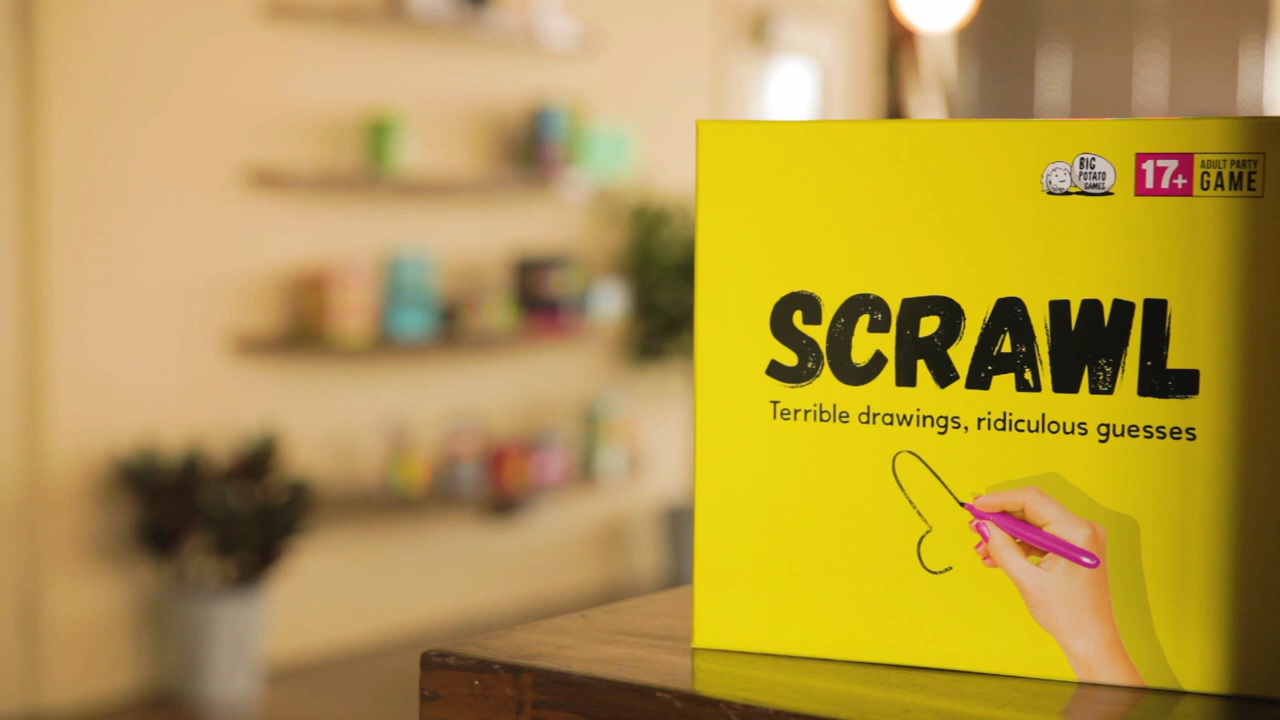 BIG
POTATO
GAMES
17+
ADULT PARTY
GAME
SCRAWL
Terrible drawings, ridiculous guesses